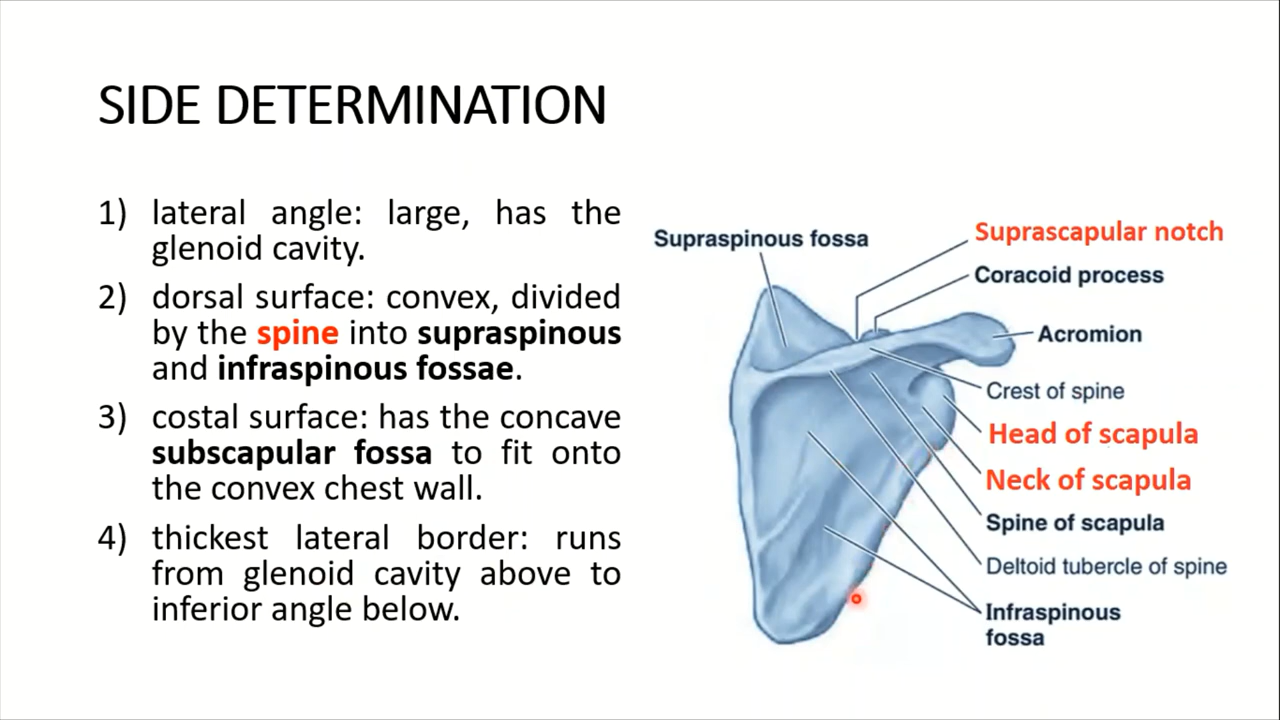 SIDE DETERMINATION
1) lateral angle: large, has the
glenoid cavity.
2) dorsal surface: convex, divided
by the spine into supraspinous
and infraspinous fossae.
3) costal surface: has the concave
subscapular fossa to fit onto
the convex chest wall.
4) thickest lateral border: runs
from glenoid cavity above to
inferior angle below.
Supraspinous fossa
Suprascapular notch
Coracoid process
Acromion
Crest of spine
Head of scapula
Neck of scapula
Spine of scapula
Deltoid tubercle of spine
Infraspinous
fossa